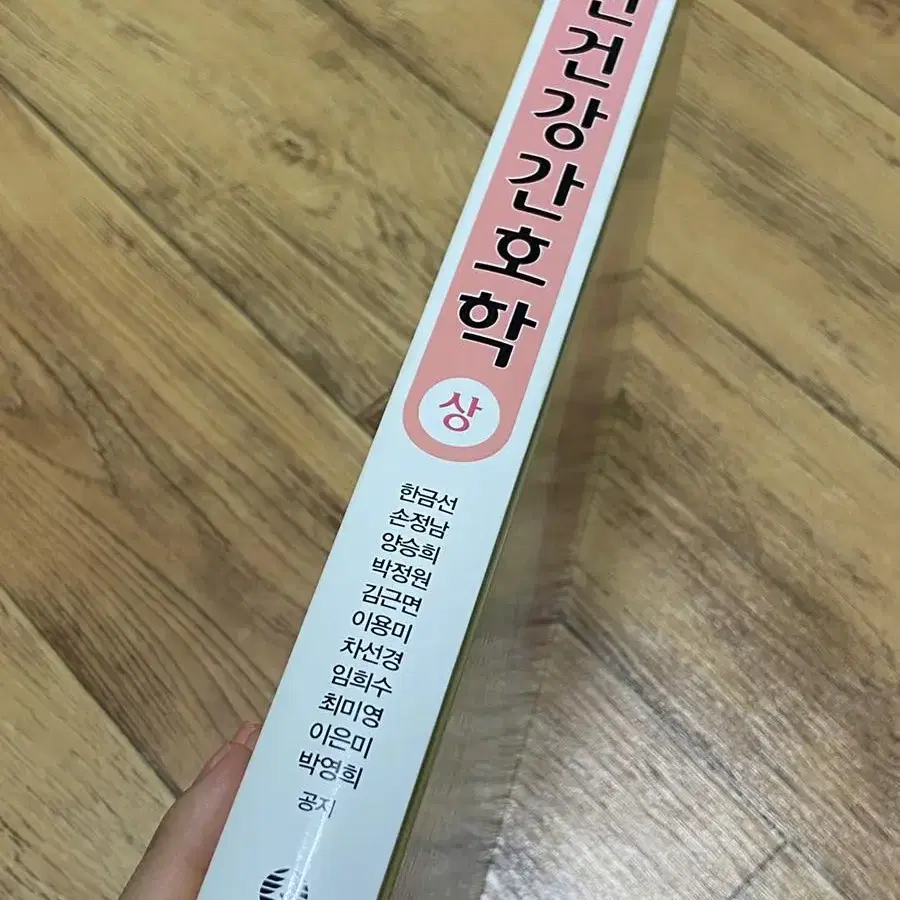 건강간호학
상
한금선
손정남
양승희
박정원
김근면
이용미
차선경
임희수
최미영
이은미
박영희
공저